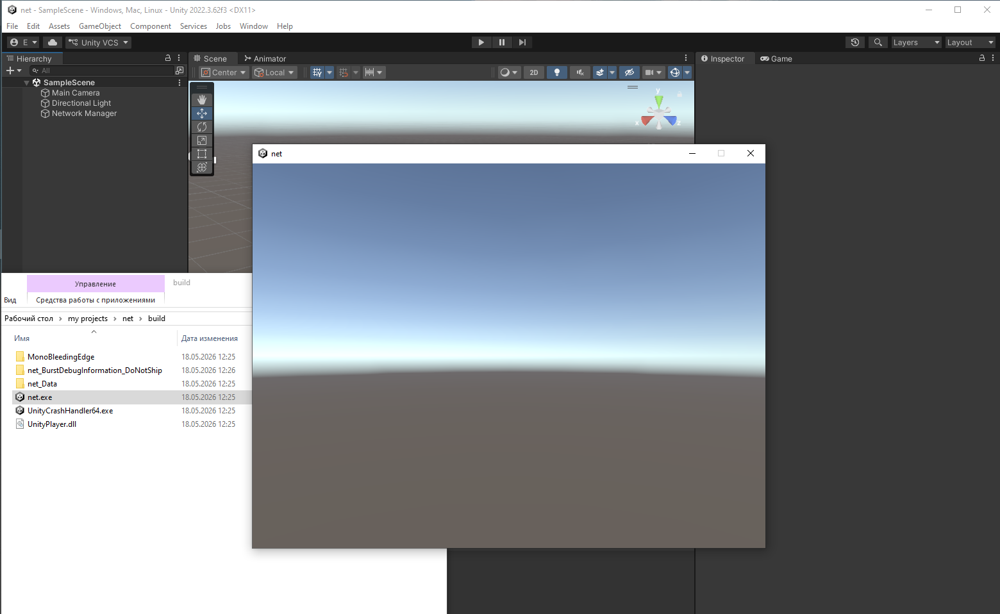 net - SampleScene - Windows, Mac, Linux - Unity 2022.3.62f3 <DX11>
File Edit Assets GameObject Component Services Jobs Window Help
E Unity VCS Layers Layout
Hierarchy Scene Animator Inspector Game
All Center Local 2D
SampleScene
Main Camera
Directional Light
Network Manager
y
x z
net
Управление build
Вид Средства работы с приложениями
Рабочий стол › my projects › net › build
Имя Дата изменения
MonoBleedingEdge 18.05.2026 12:25
net_BurstDebugInformation_DoNotShip 18.05.2026 12:26
net_Data 18.05.2026 12:25
net.exe 18.05.2026 12:25
UnityCrashHandler64.exe 18.05.2026 12:25
UnityPlayer.dll 18.05.2026 12:25